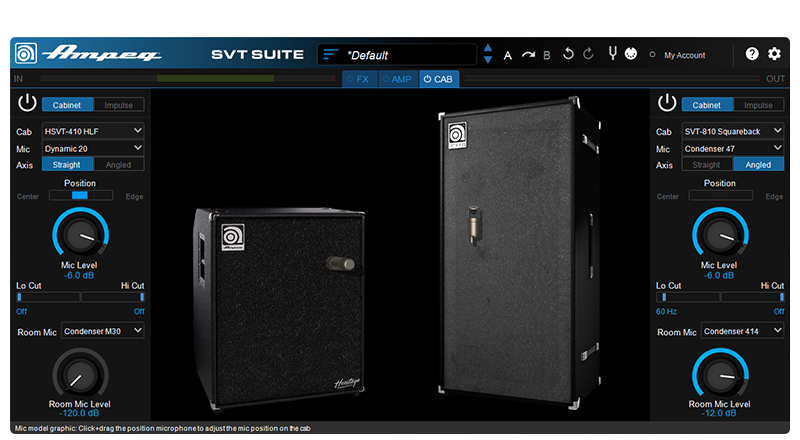 Ampeg SVT SUITE *Default A B My Account ?
IN FX AMP CAB OUT
Cabinet Impulse
Cab HSVT-410 HLF
Mic Dynamic 20
Axis Straight Angled
Position
Center Edge
Mic Level
-6.0 dB
Lo Cut Hi Cut
Off Off
Room Mic Condenser M30
Room Mic Level
-120.0 dB
Ampeg
Heritage
Cabinet Impulse
Cab SVT-810 Squareback
Mic Condenser 47
Axis Straight Angled
Position
Center Edge
Mic Level
-6.0 dB
Lo Cut Hi Cut
60 Hz Off
Room Mic Condenser 414
Room Mic Level
-12.0 dB
Mic model graphic: Click+drag the position microphone to adjust the mic position on the cab